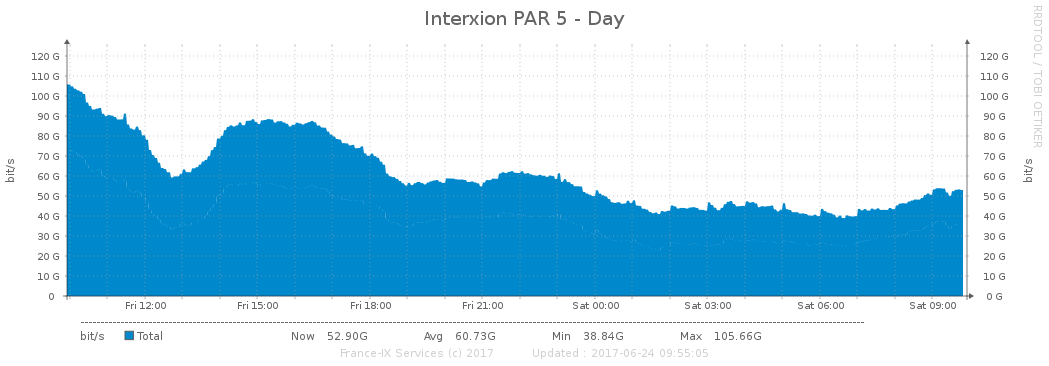 Interxion PAR 5 - Day
RRDTOOL / TOBI OETIKER
bit/s
bit/s
120 G 120 G
110 G 110 G
100 G 100 G
90 G 90 G
80 G 80 G
70 G 70 G
60 G 60 G
50 G 50 G
40 G 40 G
30 G 30 G
20 G 20 G
10 G 10 G
0 0 G
Fri 12:00 Fri 15:00 Fri 18:00 Fri 21:00 Sat 00:00 Sat 03:00 Sat 06:00 Sat 09:00
bit/s Total Now 52.90G Avg 60.73G Min 38.84G Max 105.66G
France-IX Services (c) 2017 Updated : 2017-06-24 09:55:05